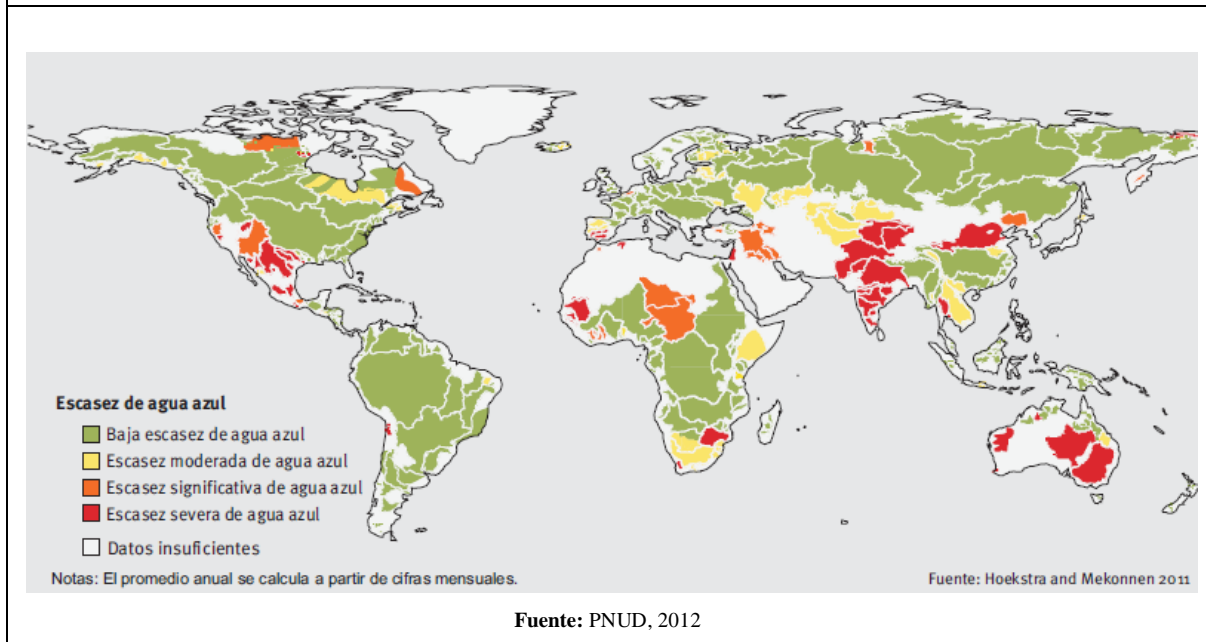 Escasez de agua azul
Baja escasez de agua azul
Escasez moderada de agua azul
Escasez significativa de agua azul
Escasez severa de agua azul
Datos insuficientes
Notas: El promedio anual se calcula a partir de cifras mensuales.
Fuente: Hoekstra and Mekonnen 2011
Fuente: PNUD, 2012